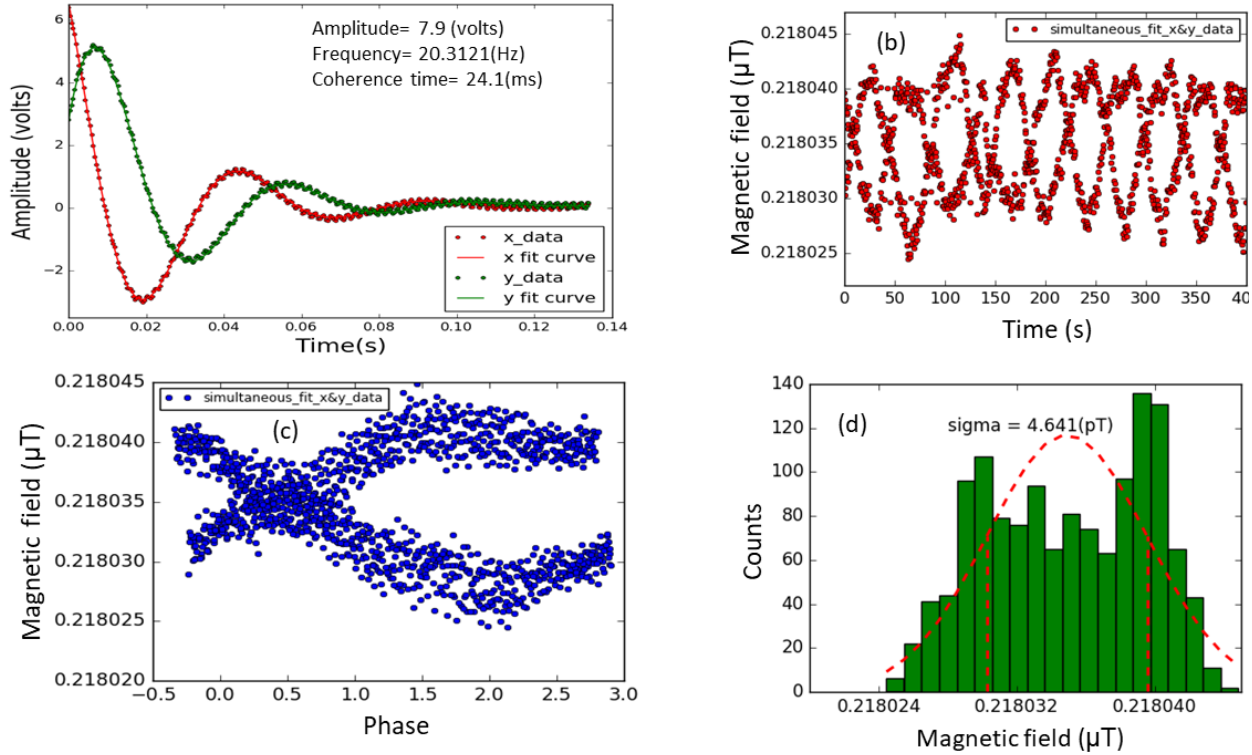 Amplitude= 7.9 (volts)
Frequency= 20.3121(Hz)
Coherence time= 24.1(ms)
Amplitude (volts)
6
4
2
0
−2
x_data
x fit curve
y_data
y fit curve
0.00 0.02 0.04 0.06 0.08 0.10 0.12 0.14
Time(s)
(b)
simultaneous_fit_x&y_data
Magnetic field (µT)
0.218045
0.218040
0.218035
0.218030
0.218025
0 50 100 150 200 250 300 350 400
Time (s)
(c)
simultaneous_fit_x&y_data
Magnetic field (µT)
0.218045
0.218040
0.218035
0.218030
0.218025
0.218020
−0.5 0.0 0.5 1.0 1.5 2.0 2.5 3.0
Phase
(d)
sigma = 4.641(pT)
Counts
140
120
100
80
60
40
20
0
0.218024 0.218032 0.218040
Magnetic field (µT)